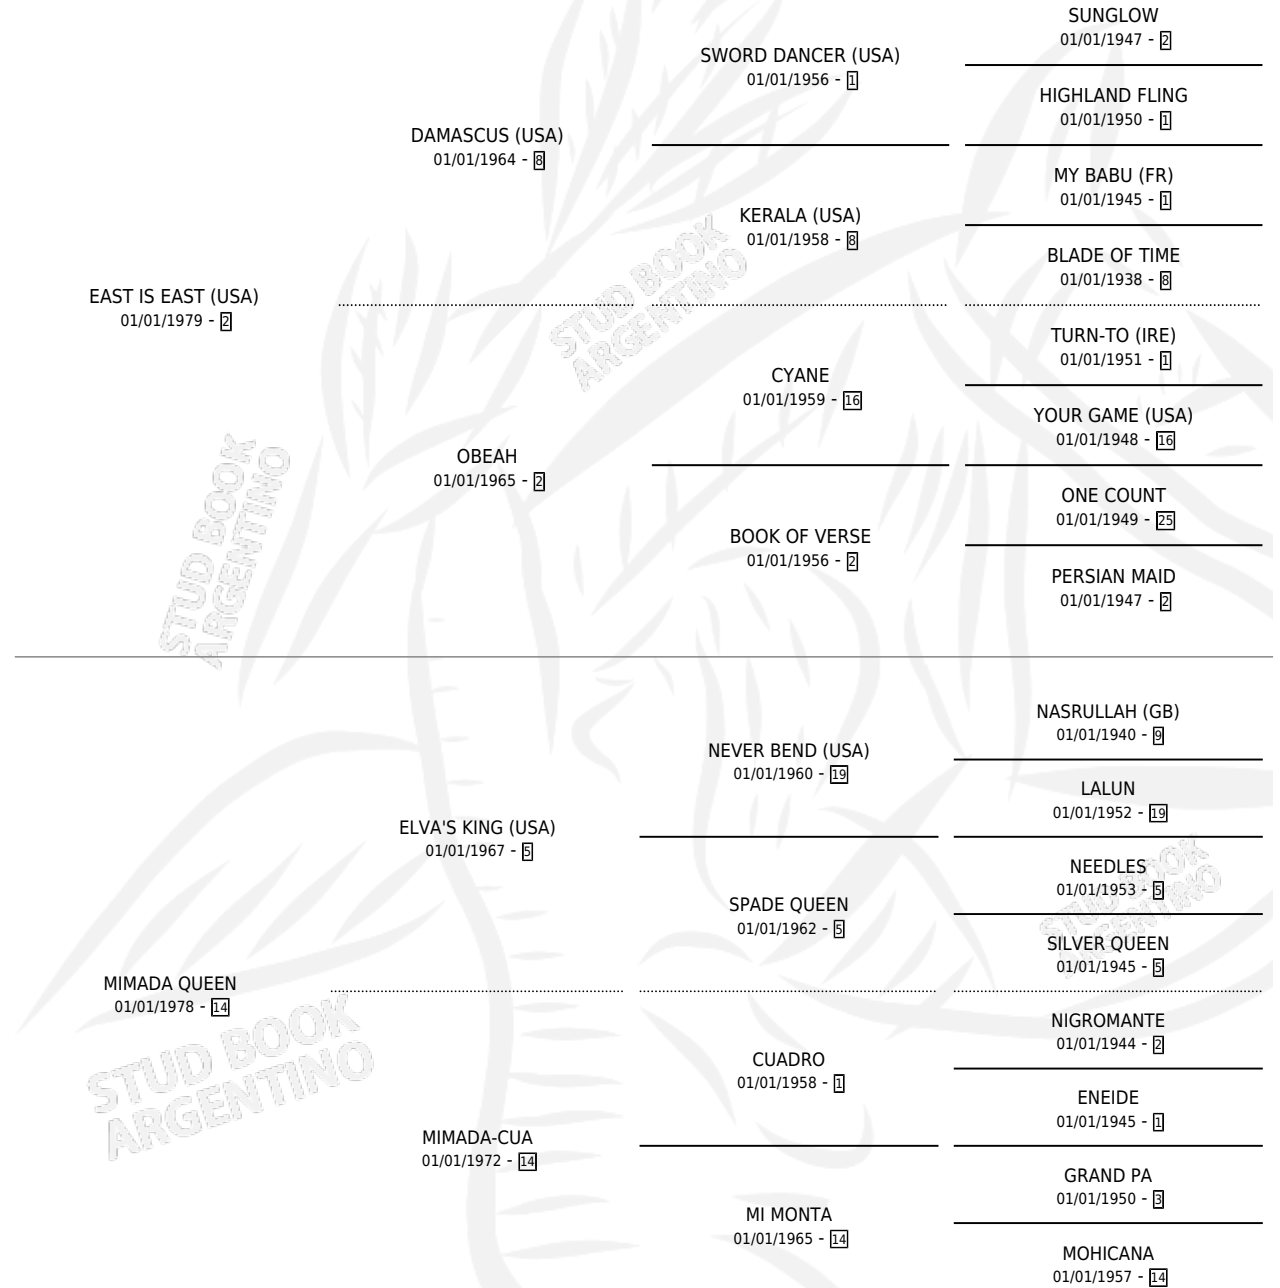 SUNGLOW
01/01/1947 - 2
SWORD DANCER (USA)
01/01/1956 - 1
HIGHLAND FLING
01/01/1950 - 1
DAMASCUS (USA)
01/01/1964 - 8
MY BABU (FR)
01/01/1945 - 1
KERALA (USA)
01/01/1958 - 8
BLADE OF TIME
01/01/1938 - 8
EAST IS EAST (USA)
01/01/1979 - 2
STUD BOOK
ARGENTINO
TURN-TO (IRE)
01/01/1951 - 1
CYANE
01/01/1959 - 16
YOUR GAME (USA)
01/01/1948 - 16
OBEAH
01/01/1965 - 2
ONE COUNT
01/01/1949 - 25
BOOK OF VERSE
01/01/1956 - 2
PERSIAN MAID
01/01/1947 - 2
STUD BOOK
ARGENTINO
NASRULLAH (GB)
01/01/1940 - 9
NEVER BEND (USA)
01/01/1960 - 19
LALUN
01/01/1952 - 19
ELVA'S KING (USA)
01/01/1967 - 5
NEEDLES
01/01/1953 - 5
SPADE QUEEN
01/01/1962 - 5
SILVER QUEEN
01/01/1945 - 5
STUD BOOK
ARGENTINO
MIMADA QUEEN
01/01/1978 - 14
NIGROMANTE
01/01/1944 - 2
CUADRO
01/01/1958 - 1
ENEIDE
01/01/1945 - 1
STUD BOOK
ARGENTINO
MIMADA-CUA
01/01/1972 - 14
GRAND PA
01/01/1950 - 3
MI MONTA
01/01/1965 - 14
MOHICANA
01/01/1957 - 14